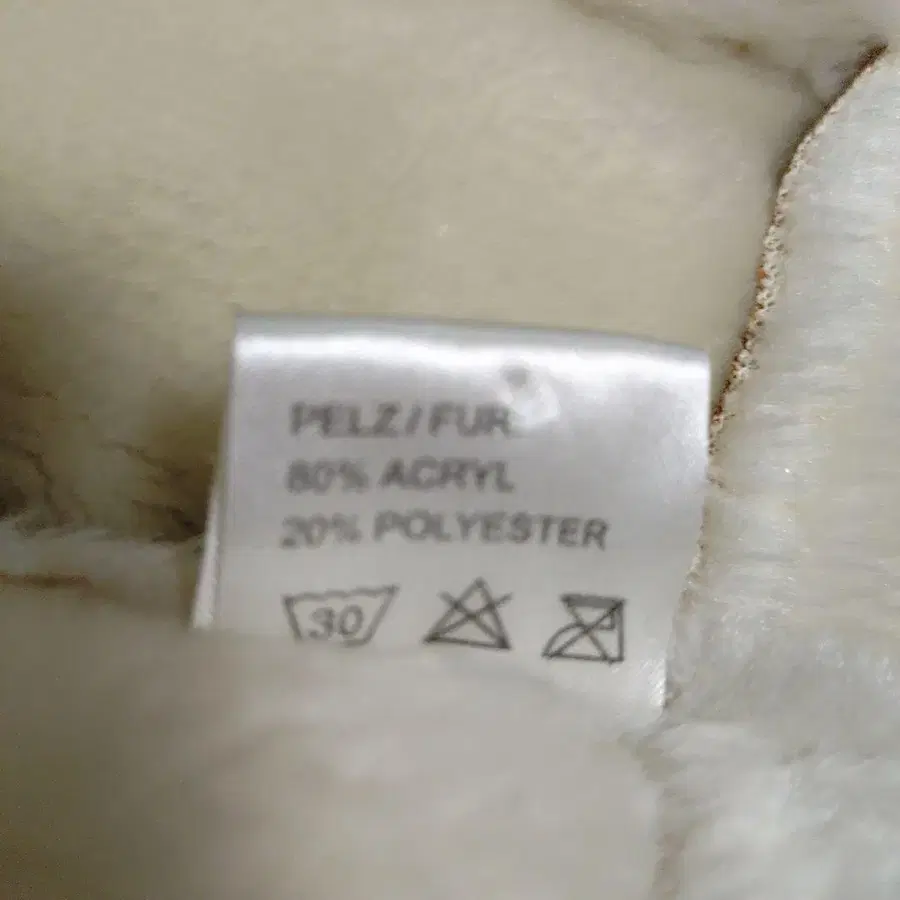 PELZ / FUR
80% ACRYL
20% POLYESTER
30